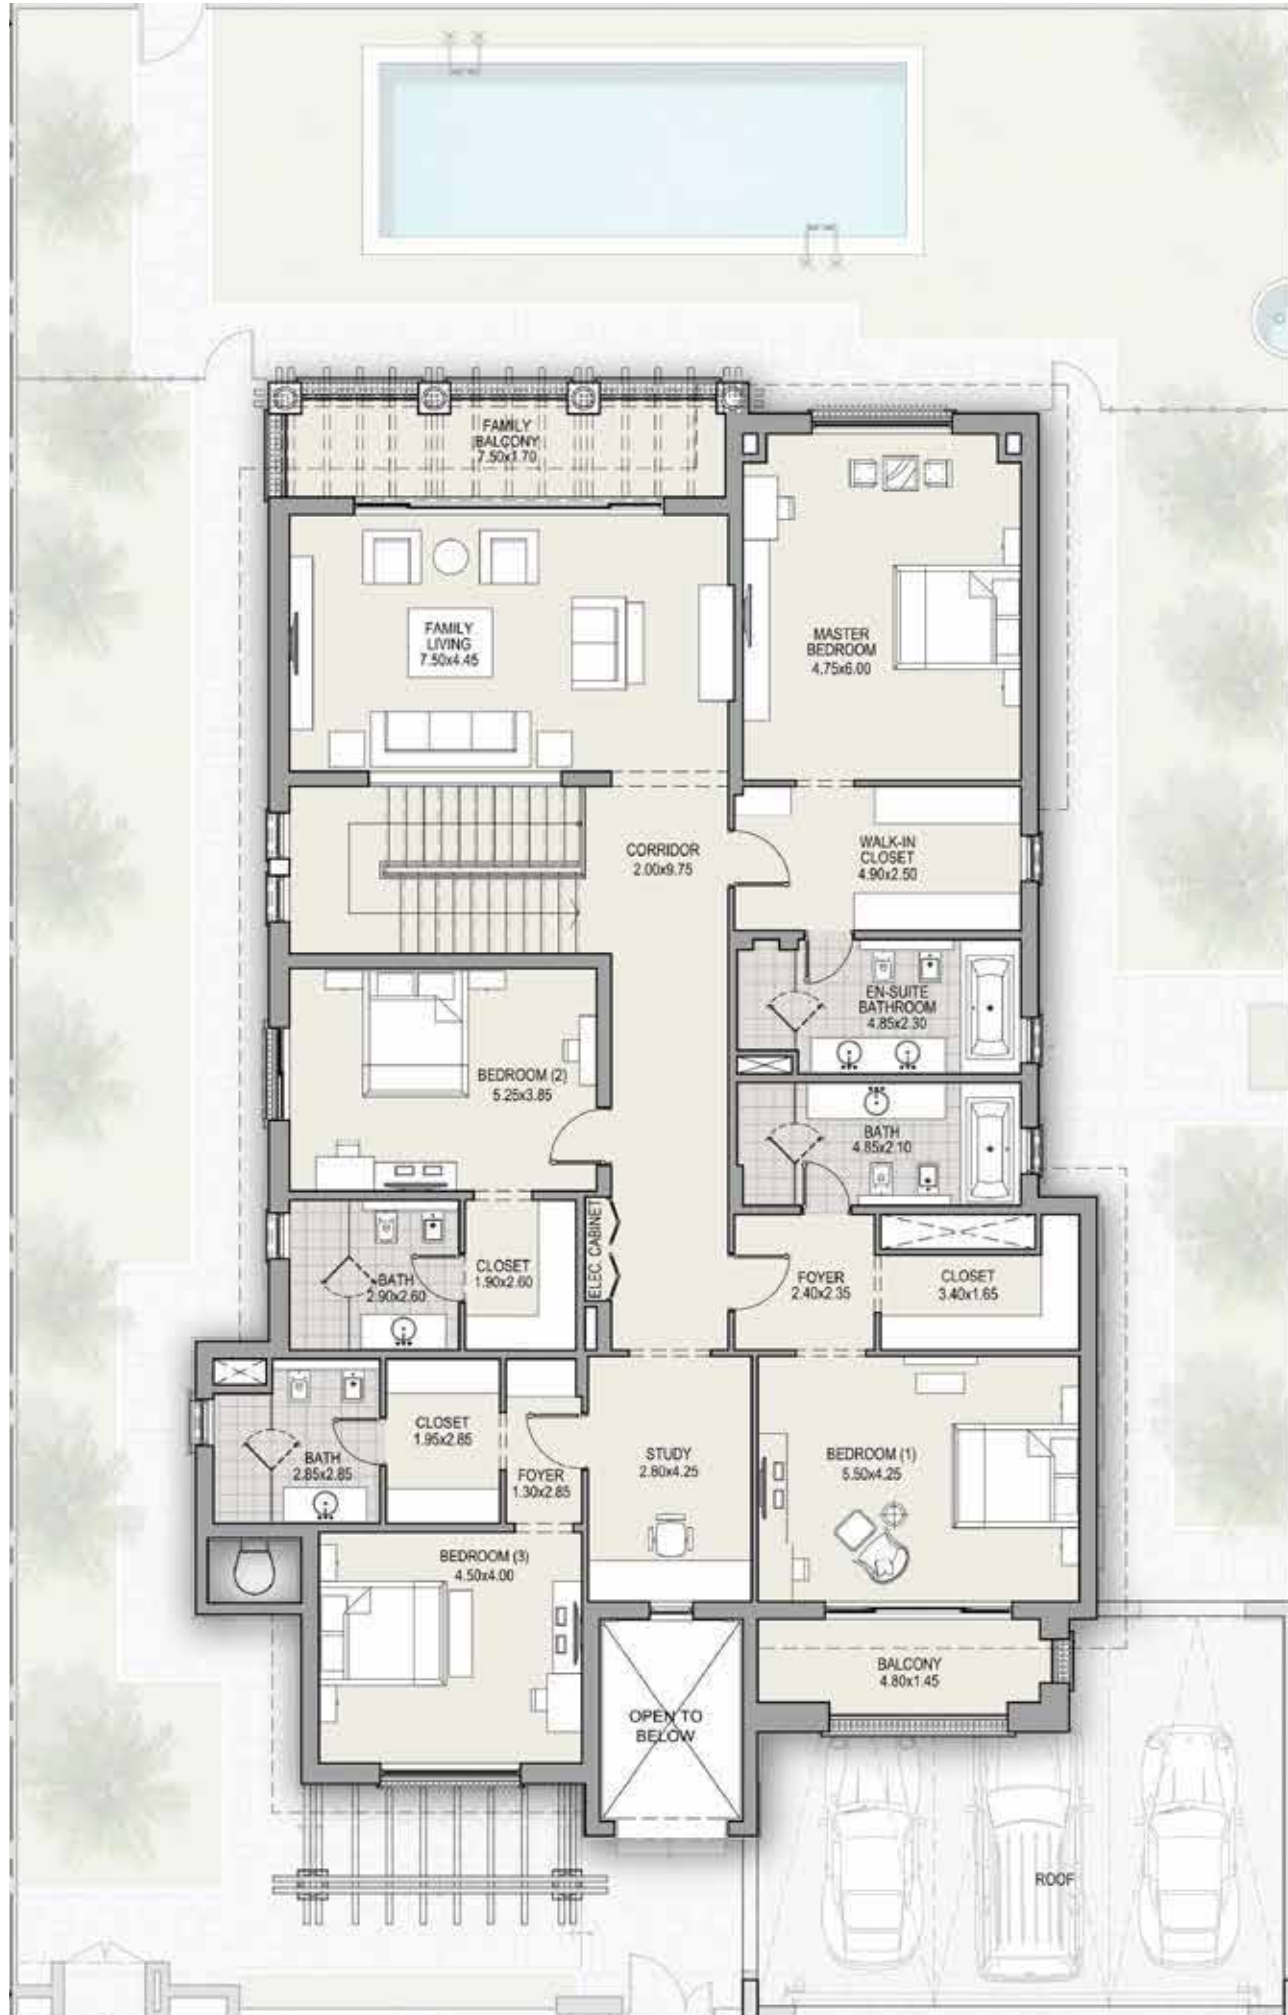 FAMILY
BALCONY
7.50x1.70
FAMILY
LIVING
7.50x4.45
MASTER
BEDROOM
4.75x6.00
CORRIDOR
2.00x9.75
WALK-IN
CLOSET
4.90x2.50
EN-SUITE
BATHROOM
4.85x2.30
BEDROOM (2)
5.25x3.85
BATH
4.85x2.10
ELEC. CABINET
BATH
2.90x2.60
CLOSET
1.90x2.60
FOYER
2.40x2.35
CLOSET
3.40x1.65
CLOSET
1.95x2.85
BATH
2.85x2.85
FOYER
1.30x2.85
STUDY
2.80x4.25
BEDROOM (1)
5.50x4.25
BEDROOM (3)
4.50x4.00
BALCONY
4.80x1.45
OPEN TO
BELOW
ROOF